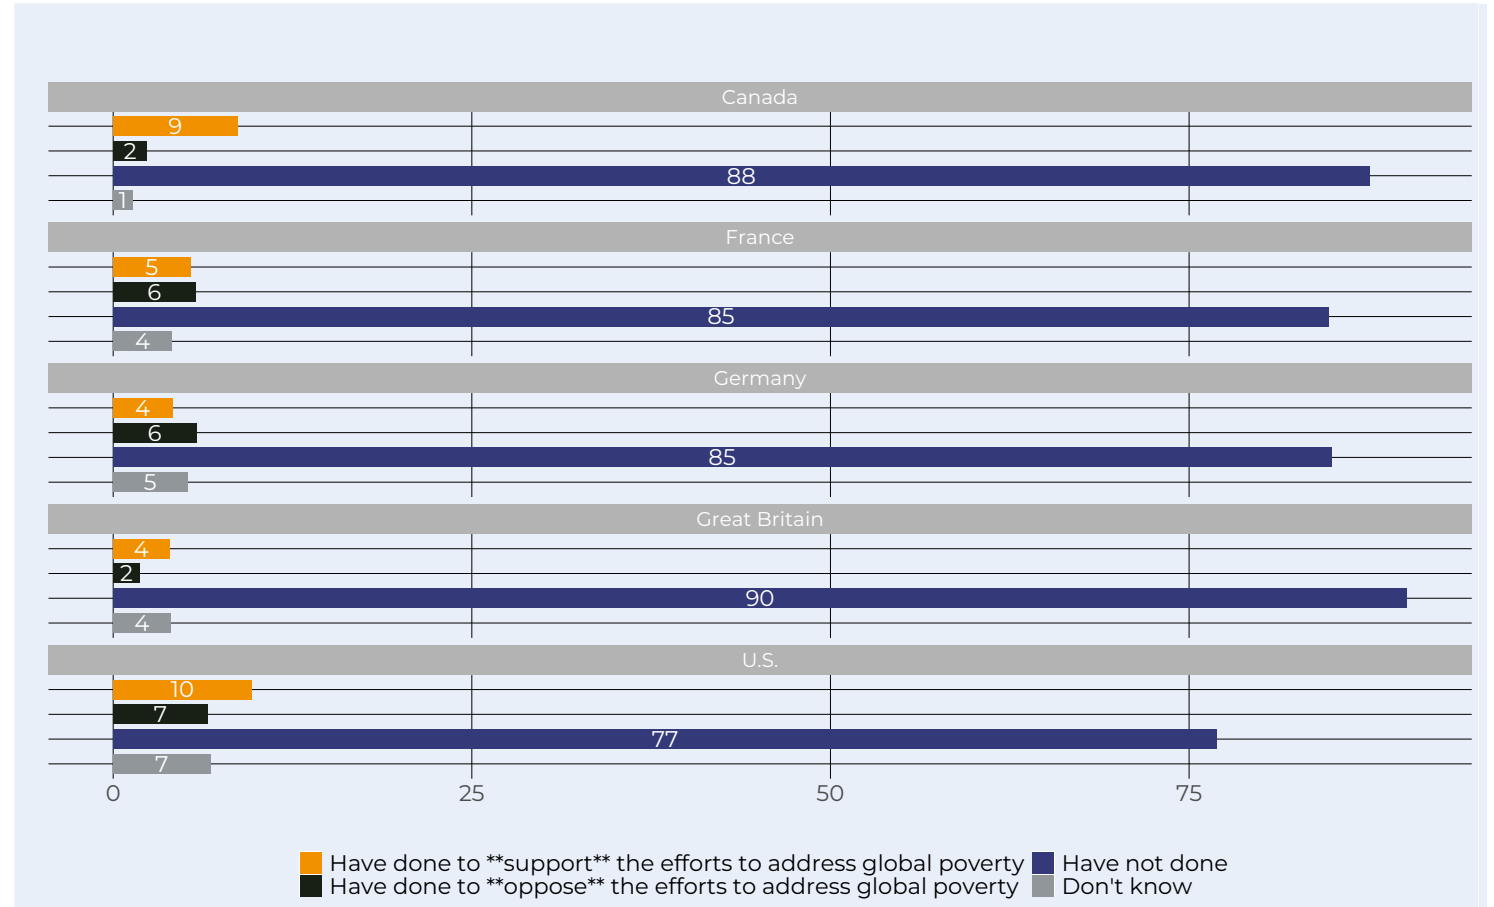 Canada
9
2
88
1
France
5
6
85
4
Germany
4
6
85
5
Great Britain
4
2
90
4
U.S.
10
7
77
7
0 25 50 75
Have done to **support** the efforts to address global poverty Have not done
Have done to **oppose** the efforts to address global poverty Don't know